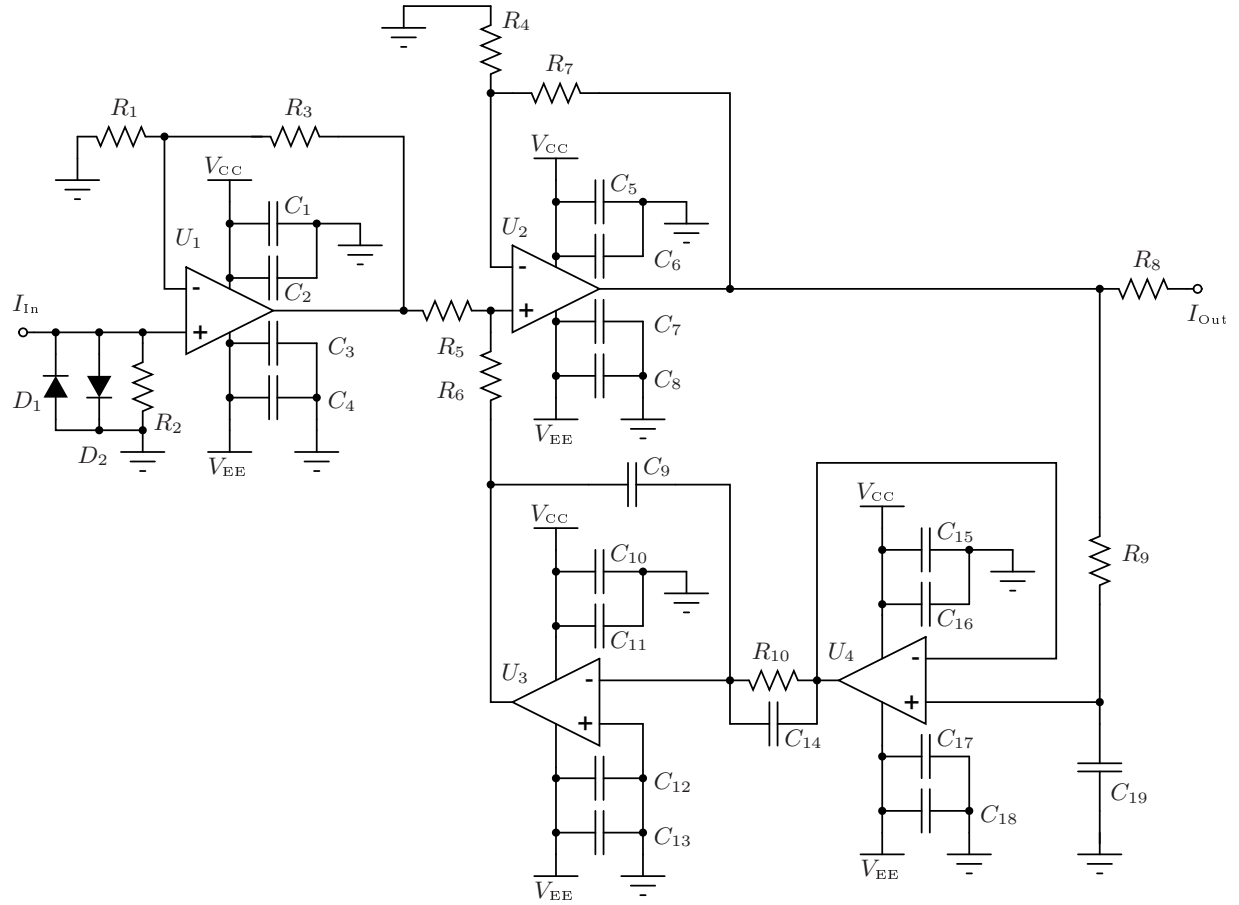 R4
R7
R1
R3
VCC
VCC
C5
C1
U1
U2
C6
C2
R8
IIn
IOut
C7
R5
C3
R6
C8
D1
C4
R2
D2
VEE
VEE
C9
VCC
VCC
C10
C15
R9
C11
C16
U3
R10
U4
C14
C17
C12
C19
C18
C13
VEE
VEE
- + - + - + - +